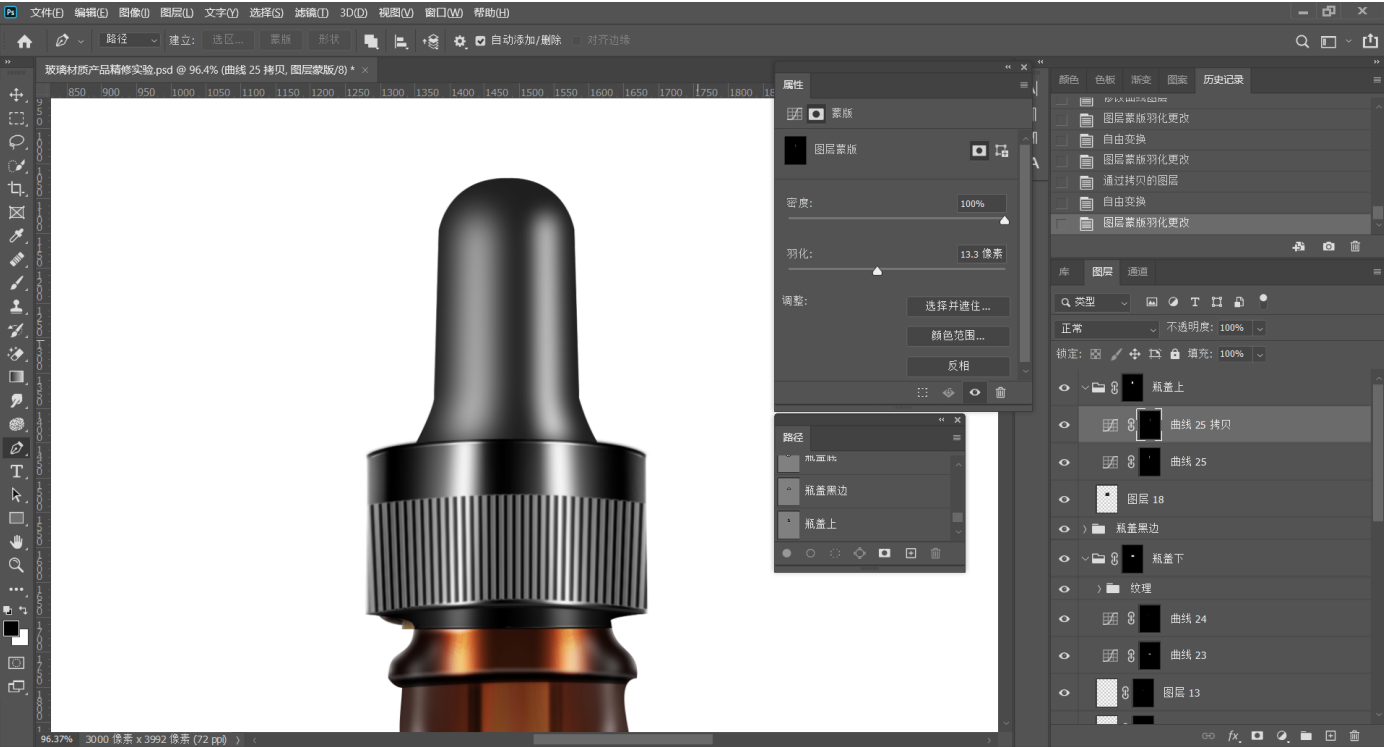 Ps 文件(F) 编辑(E) 图像(I) 图层(L) 文字(Y) 选择(S) 滤镜(T) 3D(D) 视图(V) 窗口(W) 帮助(H)
路径 建立: 选区... 蒙版 形状 自动添加/删除 对齐边缘
玻璃材质产品精修实验.psd @ 96.4% (曲线 25 拷贝, 图层蒙版/8) * ×
850 900 950 1000 1050 1100 1150 1200 1250 1300 1350 1400 1450 1500 1550 1600 1650 1700 1750 1800
属性
蒙版
图层蒙版
密度: 100%
羽化: 13.3 像素
调整: 选择并遮住...
颜色范围...
反相
路径
瓶盖底
瓶盖黑边
瓶盖上
颜色 色板 渐变 图案 历史记录
修改曲线图层
图层蒙版羽化更改
自由变换
图层蒙版羽化更改
通过拷贝的图层
自由变换
图层蒙版羽化更改
库 图层 通道
类型
正常 不透明度: 100%
锁定: 填充: 100%
瓶盖上
曲线 25 拷贝
曲线 25
图层 18
瓶盖黑边
瓶盖下
纹理
曲线 24
曲线 23
图层 13
fx
96.37% 3000 像素 x 3992 像素 (72 ppi)